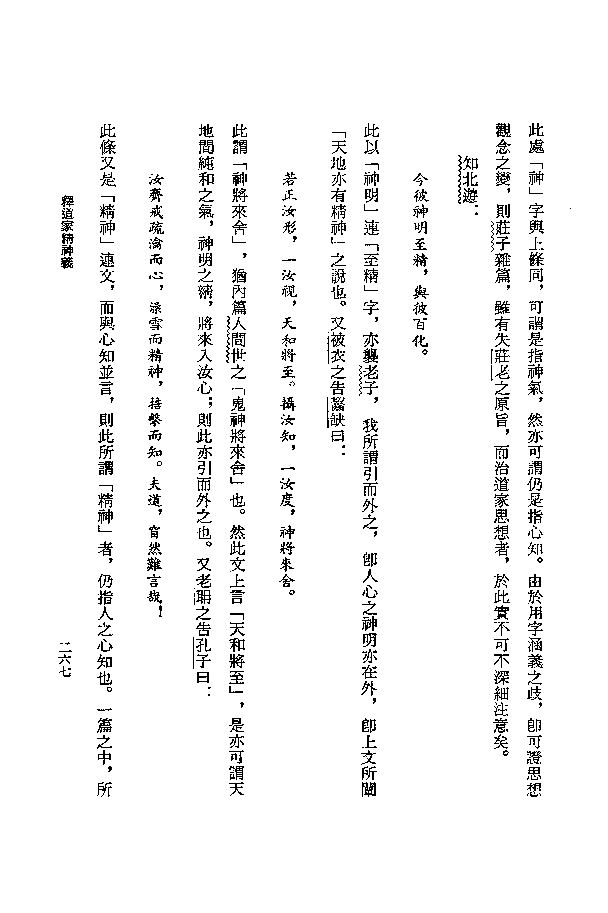 此處「神」字與上條同，可謂是指神氣，然亦可謂仍是指心知。由於用字涵義之歧，卽可證思想
觀念之變，則莊子雜篇，雖有失莊老之原旨，而治道家思想者，於此實不可不深細注意矣。
知北遊：
今彼神明至精，與彼百化。
此以「神明」連「至精」字，亦襲老子，我所謂引而外之，卽人心之神明亦在外，卽上文所闡
「天地亦有精神」之說也。又被衣之告齧缺曰：
若正汝形，一汝視，天和將至。攝汝知，一汝度，神將來舍。
此謂「神將來舍」，猶內篇人間世之「鬼神將來舍」也。然此文上言「天和將至」，是亦可謂天
地間純和之氣，神明之精，將來入汝心；則此亦引而外之也。又老聃之告孔子曰：
汝齊戒疏瀹而心，澡雪而精神，掊擊而知。夫道，窅然難言哉！
此條又是「精神」連文，而與心知並言，則此所謂「精神」者，仍指人之心知也。一篇之中，所
釋道家精神義
二六七